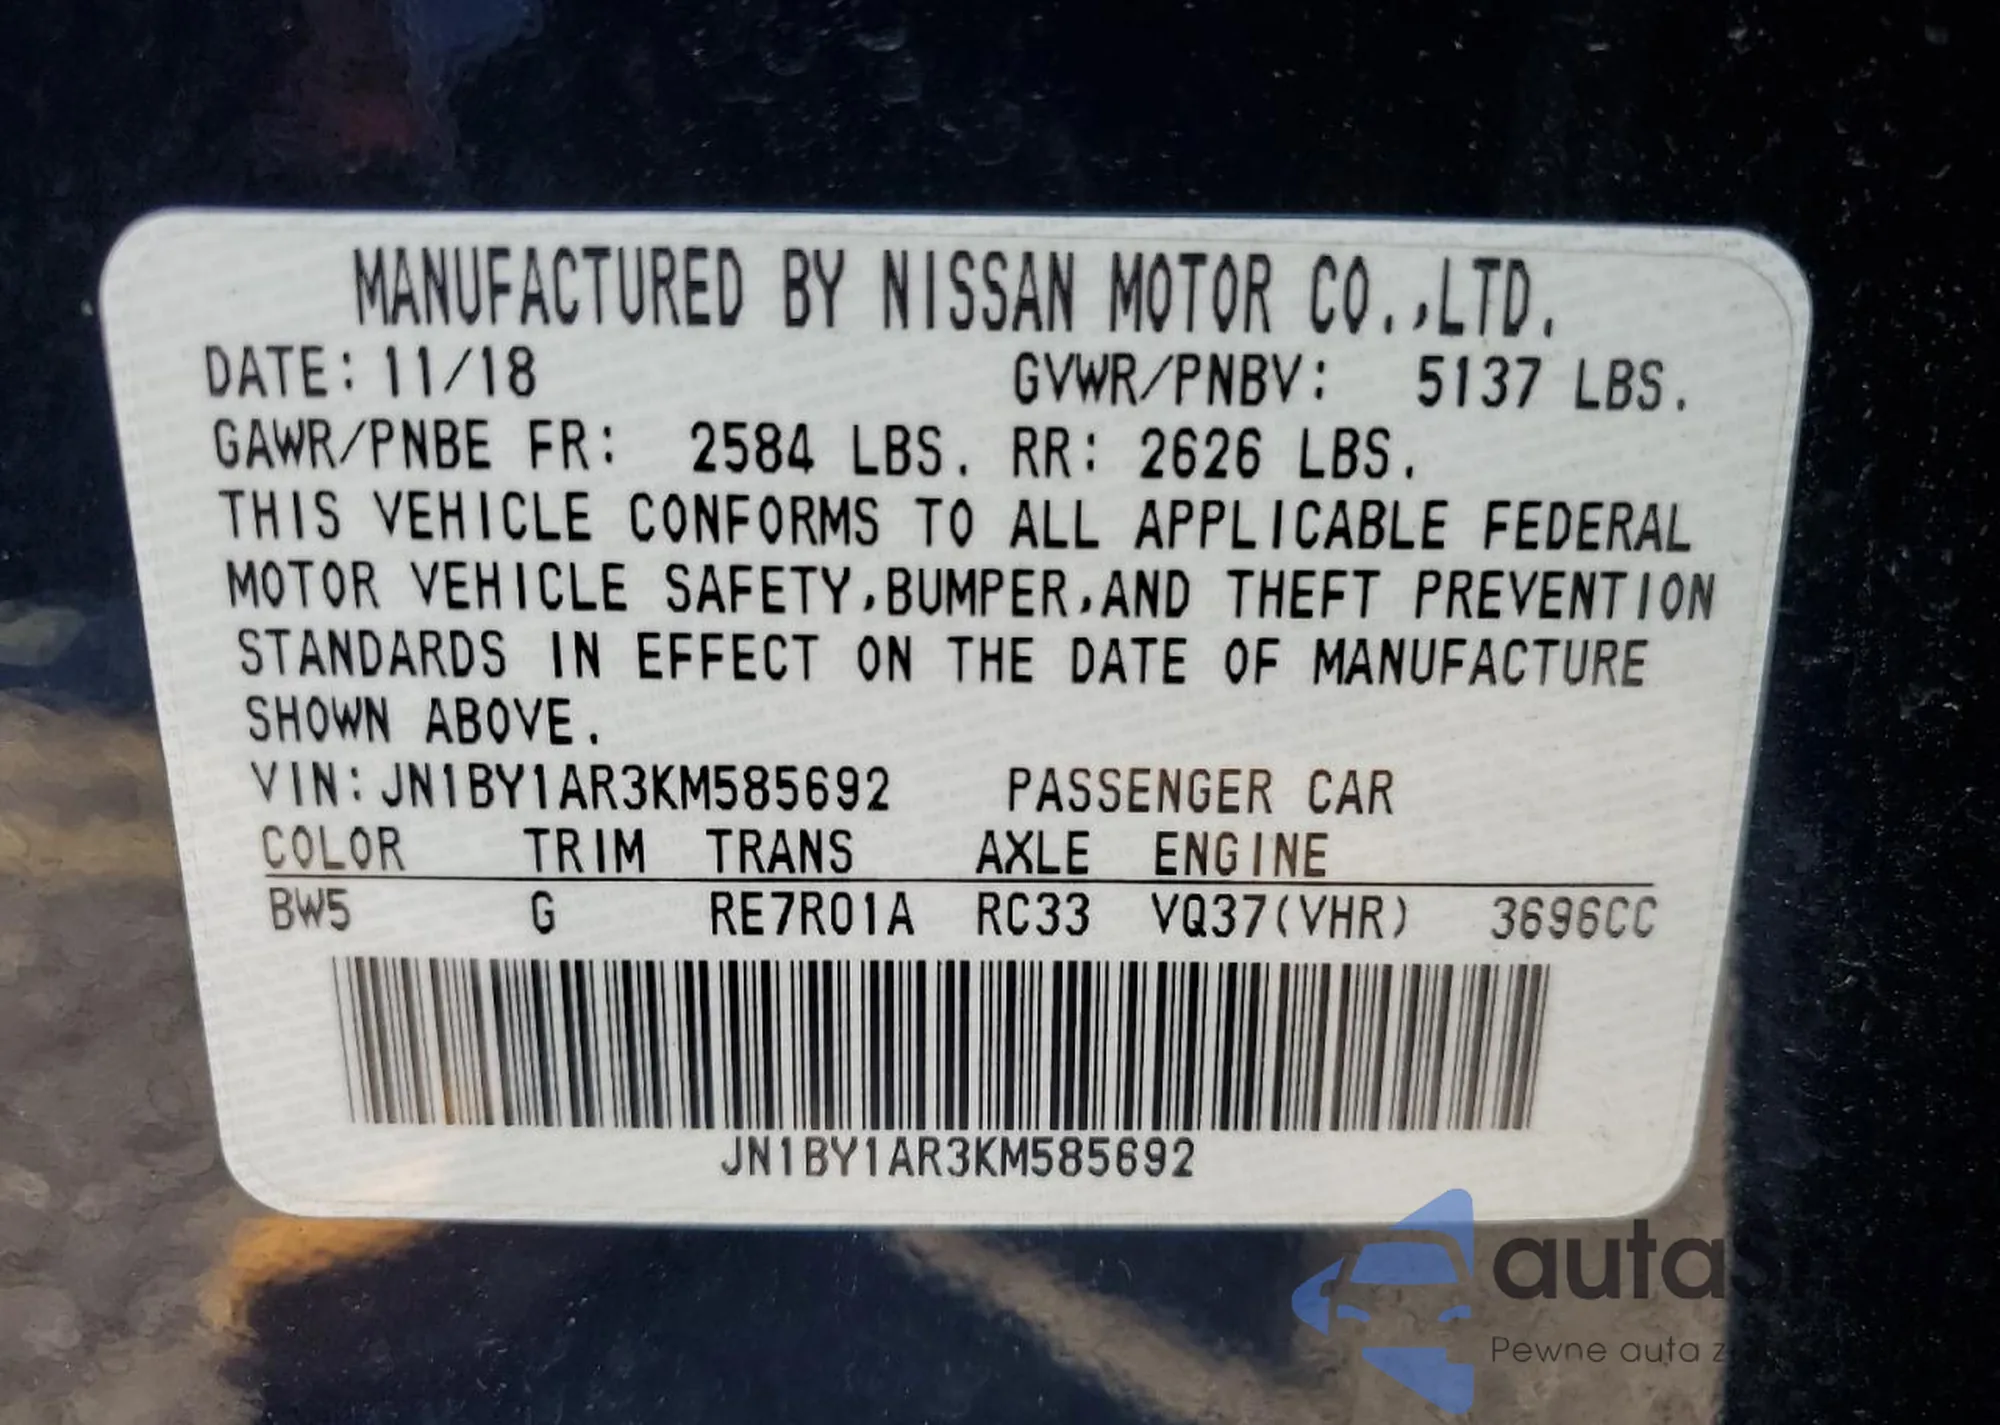 MANUFACTURED BY NISSAN MOTOR CO.,LTD.
DATE: 11/18 GVWR/PNBV: 5137 LBS.
GAWR/PNBE FR: 2584 LBS. RR: 2626 LBS.
THIS VEHICLE CONFORMS TO ALL APPLICABLE FEDERAL
MOTOR VEHICLE SAFETY,BUMPER,AND THEFT PREVENTION
STANDARDS IN EFFECT ON THE DATE OF MANUFACTURE
SHOWN ABOVE.
VIN:JN1BY1AR3KM585692 PASSENGER CAR
COLOR TRIM TRANS AXLE ENGINE
BW5 G RE7R01A RC33 VQ37(VHR) 3696CC
JN1BY1AR3KM585692
Pewne auta